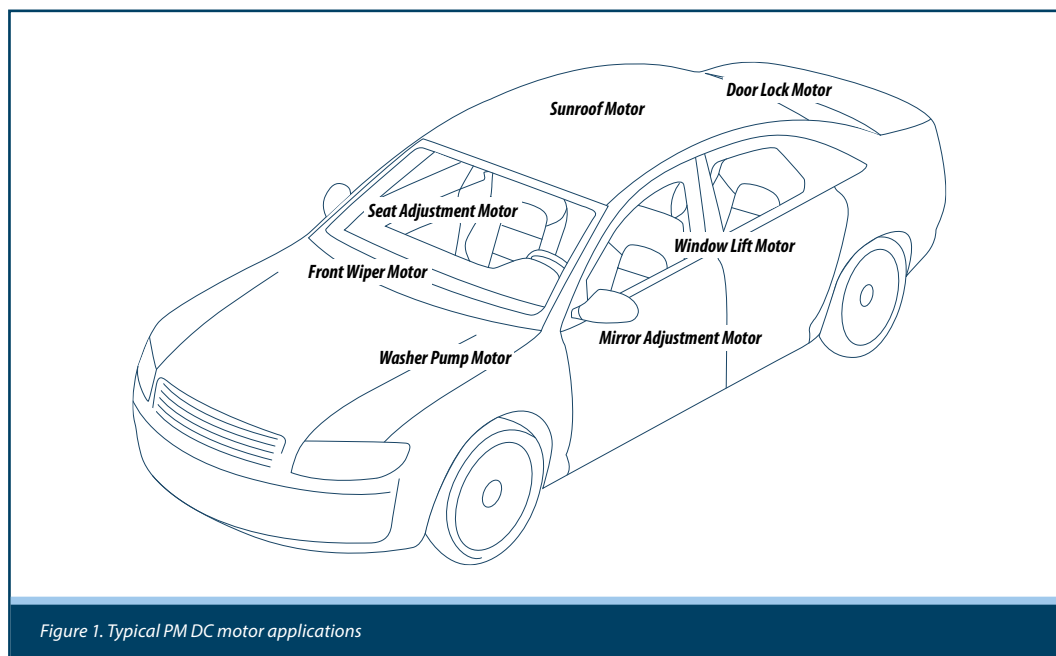 Door Lock Motor
Sunroof Motor
Seat Adjustment Motor
Window Lift Motor
Front Wiper Motor
Mirror Adjustment Motor
Washer Pump Motor
Figure 1. Typical PM DC motor applications